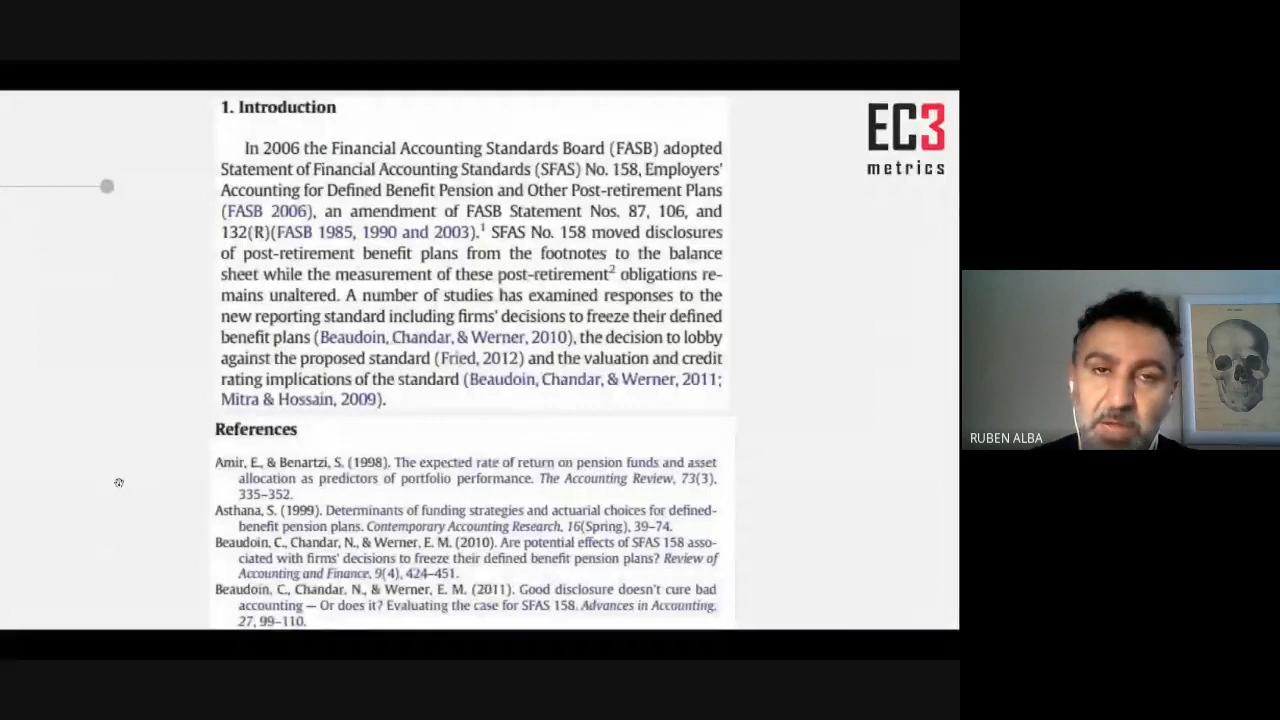 1. Introduction
In 2006 the Financial Accounting Standards Board (FASB) adopted
Statement of Financial Accounting Standards (SFAS) No. 158, Employers'
Accounting for Defined Benefit Pension and Other Post-retirement Plans
(FASB 2006), an amendment of FASB Statement Nos. 87, 106, and
132(R)(FASB 1985, 1990 and 2003).1 SFAS No. 158 moved disclosures
of post-retirement benefit plans from the footnotes to the balance
sheet while the measurement of these post-retirement2 obligations re-
mains unaltered. A number of studies has examined responses to the
new reporting standard including firms' decisions to freeze their defined
benefit plans (Beaudoin, Chandar, & Werner, 2010), the decision to lobby
against the proposed standard (Fried, 2012) and the valuation and credit
rating implications of the standard (Beaudoin, Chandar, & Werner, 2011;
Mitra & Hossain, 2009).
References
Amir, E., & Benartzi, S. (1998). The expected rate of return on pension funds and asset
allocation as predictors of portfolio performance. The Accounting Review, 73(3),
335–352.
Asthana, S. (1999). Determinants of funding strategies and actuarial choices for defined-
benefit pension plans. Contemporary Accounting Research, 16(Spring), 39–74.
Beaudoin, C., Chandar, N., & Werner, E. M. (2010). Are potential effects of SFAS 158 asso-
ciated with firms' decisions to freeze their defined benefit pension plans? Review of
Accounting and Finance, 9(4), 424–451.
Beaudoin, C., Chandar, N., & Werner, E. M. (2011). Good disclosure doesn't cure bad
accounting — Or does it? Evaluating the case for SFAS 158. Advances in Accounting,
27, 99–110.
EC3
metrics
RUBEN ALBA